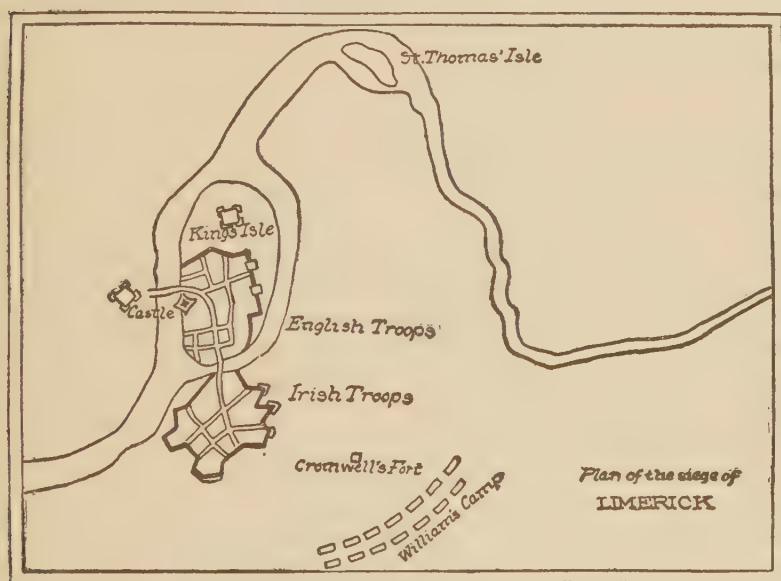 St. Thomas' Isle
Kings Isle
Castle
English Troops
Irish Troops
Cromwell's Fort
William's Camp
Plan of the siege of
LIMERICK